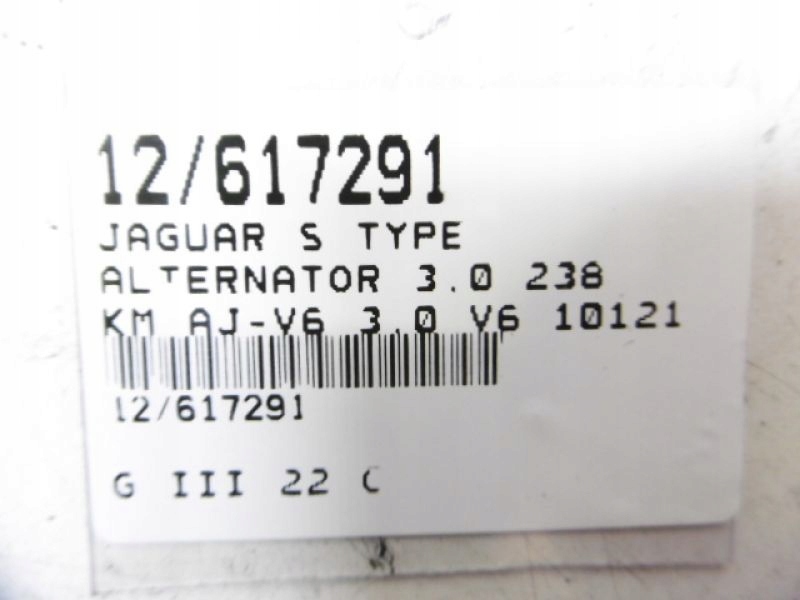 12/617291
JAGUAR S TYPE
ALTERNATOR 3.0 238
KM AJ-V6 3.0 V6 10121
12/617291
G III 22 C